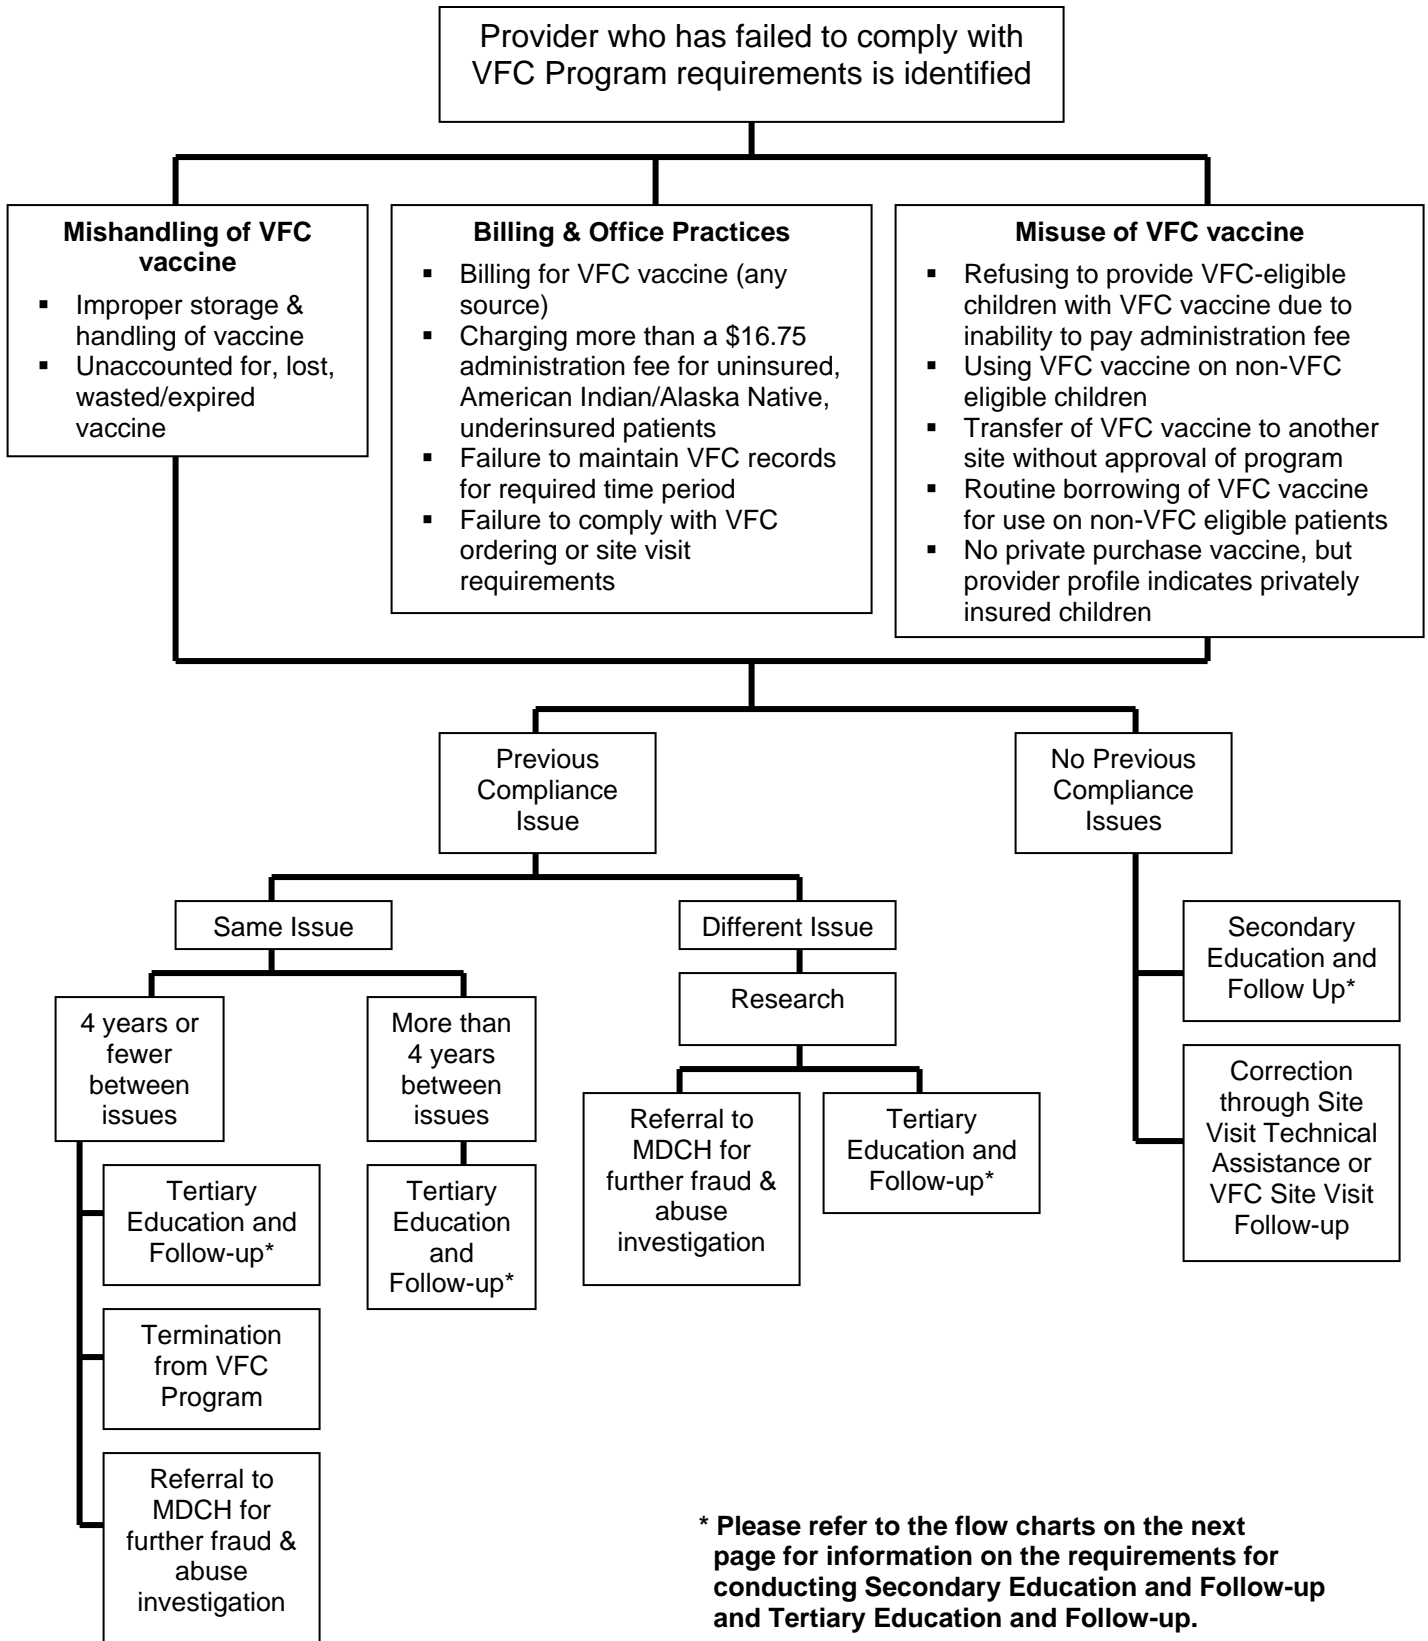 Provider who has failed to comply with
VFC Program requirements is identified
Mishandling of VFC
vaccine
▪ Improper storage &
handling of vaccine
▪ Unaccounted for, lost,
wasted/expired
vaccine
Billing & Office Practices
▪ Billing for VFC vaccine (any
source)
▪ Charging more than a $16.75
administration fee for uninsured,
American Indian/Alaska Native,
underinsured patients
▪ Failure to maintain VFC records
for required time period
▪ Failure to comply with VFC
ordering or site visit
requirements
Misuse of VFC vaccine
▪ Refusing to provide VFC-eligible
children with VFC vaccine due to
inability to pay administration fee
▪ Using VFC vaccine on non-VFC
eligible children
▪ Transfer of VFC vaccine to another
site without approval of program
▪ Routine borrowing of VFC vaccine
for use on non-VFC eligible patients
▪ No private purchase vaccine, but
provider profile indicates privately
insured children
Previous
Compliance
Issue
No Previous
Compliance
Issues
Same Issue
Different Issue
Secondary
Education and
Follow Up*
4 years or
fewer
between
issues
More than
4 years
between
issues
Research
Correction
through Site
Visit Technical
Assistance or
VFC Site Visit
Follow-up
Referral to
MDCH for
further fraud &
abuse
investigation
Tertiary
Education and
Follow-up*
Tertiary
Education and
Follow-up*
Tertiary
Education
and
Follow-up*
Termination
from VFC
Program
Referral to
MDCH for
further fraud &
abuse
investigation
* Please refer to the flow charts on the next
page for information on the requirements for
conducting Secondary Education and Follow-up
and Tertiary Education and Follow-up.